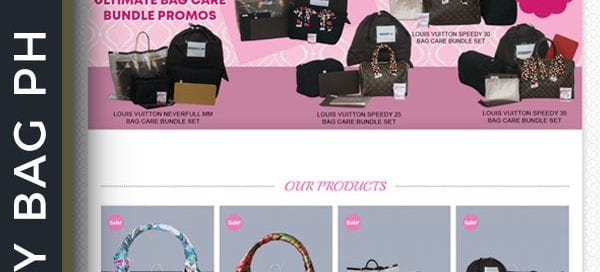 Y BAG PH
ULTIMATE BAG CARE
BUNDLE PROMOS
LOUIS VUITTON SPEEDY 30
BAG CARE BUNDLE SET
LOUIS VUITTON NEVERFULL MM
BAG CARE BUNDLE SET
LOUIS VUITTON SPEEDY 25
BAG CARE BUNDLE SET
LOUIS VUITTON SPEEDY 35
BAG CARE BUNDLE SET
OUR PRODUCTS
Sale!
Sale!
Sale!
Sale!